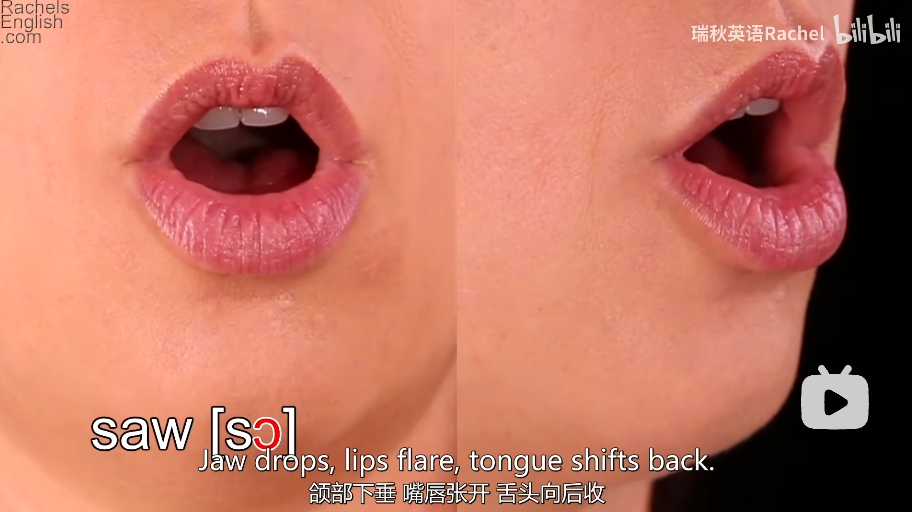 Rachels
English
.com
瑞秋英语Rachel bilibili
saw [sɔ]
Jaw drops, lips flare, tongue shifts back.
颌部下垂 嘴唇张开 舌头向后收